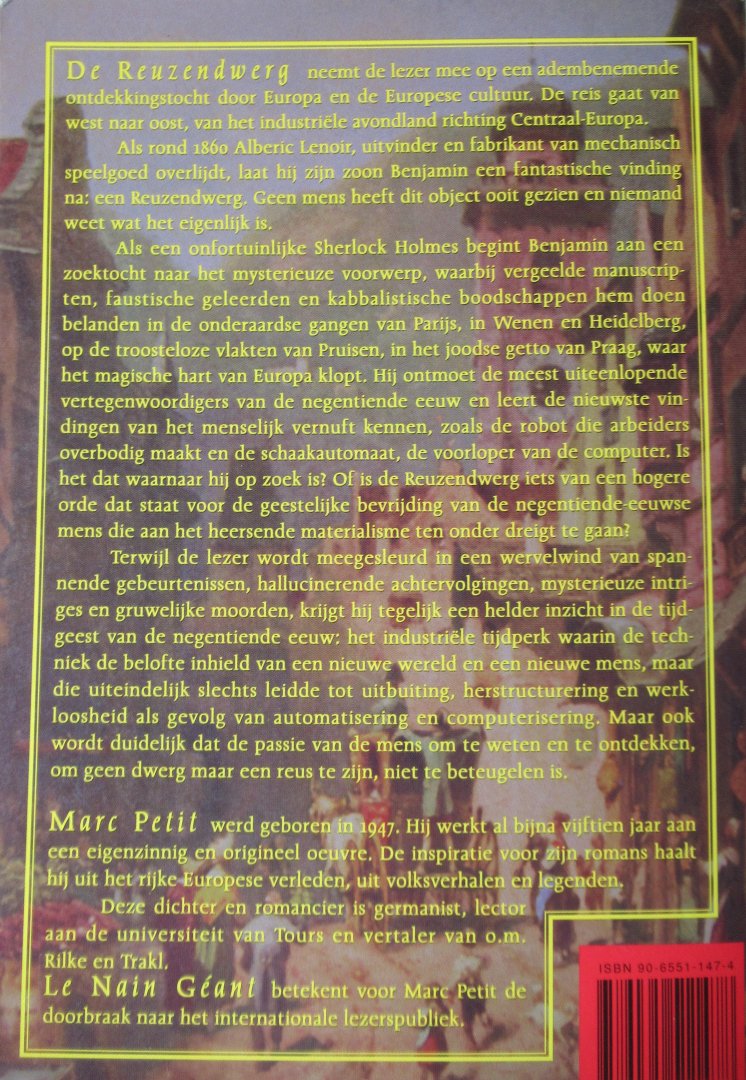 De Reuzendwerg neemt de lezer mee op een adembenemende
ontdekkingstocht door Europa en de Europese cultuur. De reis gaat van
west naar oost, van het industriële avondland richting Centraal-Europa.
Als rond 1860 Alberic Lenoir, uitvinder en fabrikant van mechanisch
speelgoed overlijdt, laat hij zijn zoon Benjamin een fantastische vinding
na: een Reuzendwerg. Geen mens heeft dit object ooit gezien en niemand
weet wat het eigenlijk is.
Als een onfortuinlijke Sherlock Holmes begint Benjamin aan een
zoektocht naar het mysterieuze voorwerp, waarbij vergeelde manuscrip-
ten, faustische geleerden en kabbalistische boodschappen hem doen
belanden in de onderaardse gangen van Parijs, in Wenen en Heidelberg,
op de troosteloze vlakten van Pruisen, in het joodse getto van Praag, waar
het magische hart van Europa klopt. Hij ontmoet de meest uiteenlopende
vertegenwoordigers van de negentiende eeuw en leert de nieuwste vin-
dingen van het menselijk vernuft kennen, zoals de robot die arbeiders
overbodig maakt en de schaakautomaat, de voorloper van de computer. Is
het dat waarnaar hij op zoek is? Of is de Reuzendwerg iets van een hogere
orde dat staat voor de geestelijke bevrijding van de negentiende-eeuwse
mens die aan het heersende materialisme ten onder dreigt te gaan?
Terwijl de lezer wordt meegesleurd in een wervelwind van span-
nende gebeurtenissen, hallucinerende achtervolgingen, mysterieuze intri-
ges en gruwelijke moorden, krijgt hij tegelijk een helder inzicht in de tijd-
geest van de negentiende eeuw: het industriële tijdperk waarin de tech-
niek de belofte inhield van een nieuwe wereld en een nieuwe mens, maar
die uiteindelijk slechts leidde tot uitbuiting, herstructurering en werk-
loosheid als gevolg van automatisering en computerisering. Maar ook
wordt duidelijk dat de passie van de mens om te weten en te ontdekken,
om geen dwerg maar een reus te zijn, niet te beteugelen is.
Marc Petit werd geboren in 1947. Hij werkt al bijna vijftien jaar aan
een eigenzinnig en origineel oeuvre. De inspiratie voor zijn romans haalt
hij uit het rijke Europese verleden, uit volksverhalen en legenden.
Deze dichter en romancier is germanist, lector
aan de universiteit van Tours en vertaler van o.m.
Rilke en Trakl.
Le Nain Géant betekent voor Marc Petit de
doorbraak naar het internationale lezerspubliek.
ISBN 90-6551-147-4